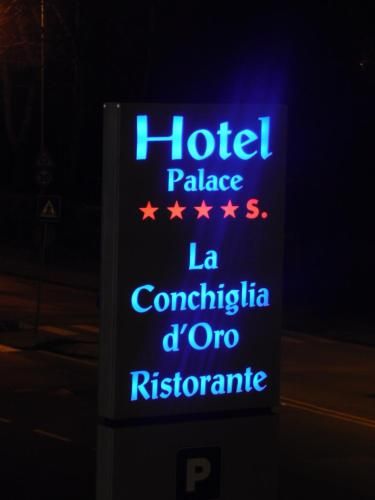 Hotel
Palace
★★★★s.
La
Conchiglia
d'Oro
Ristorante
P